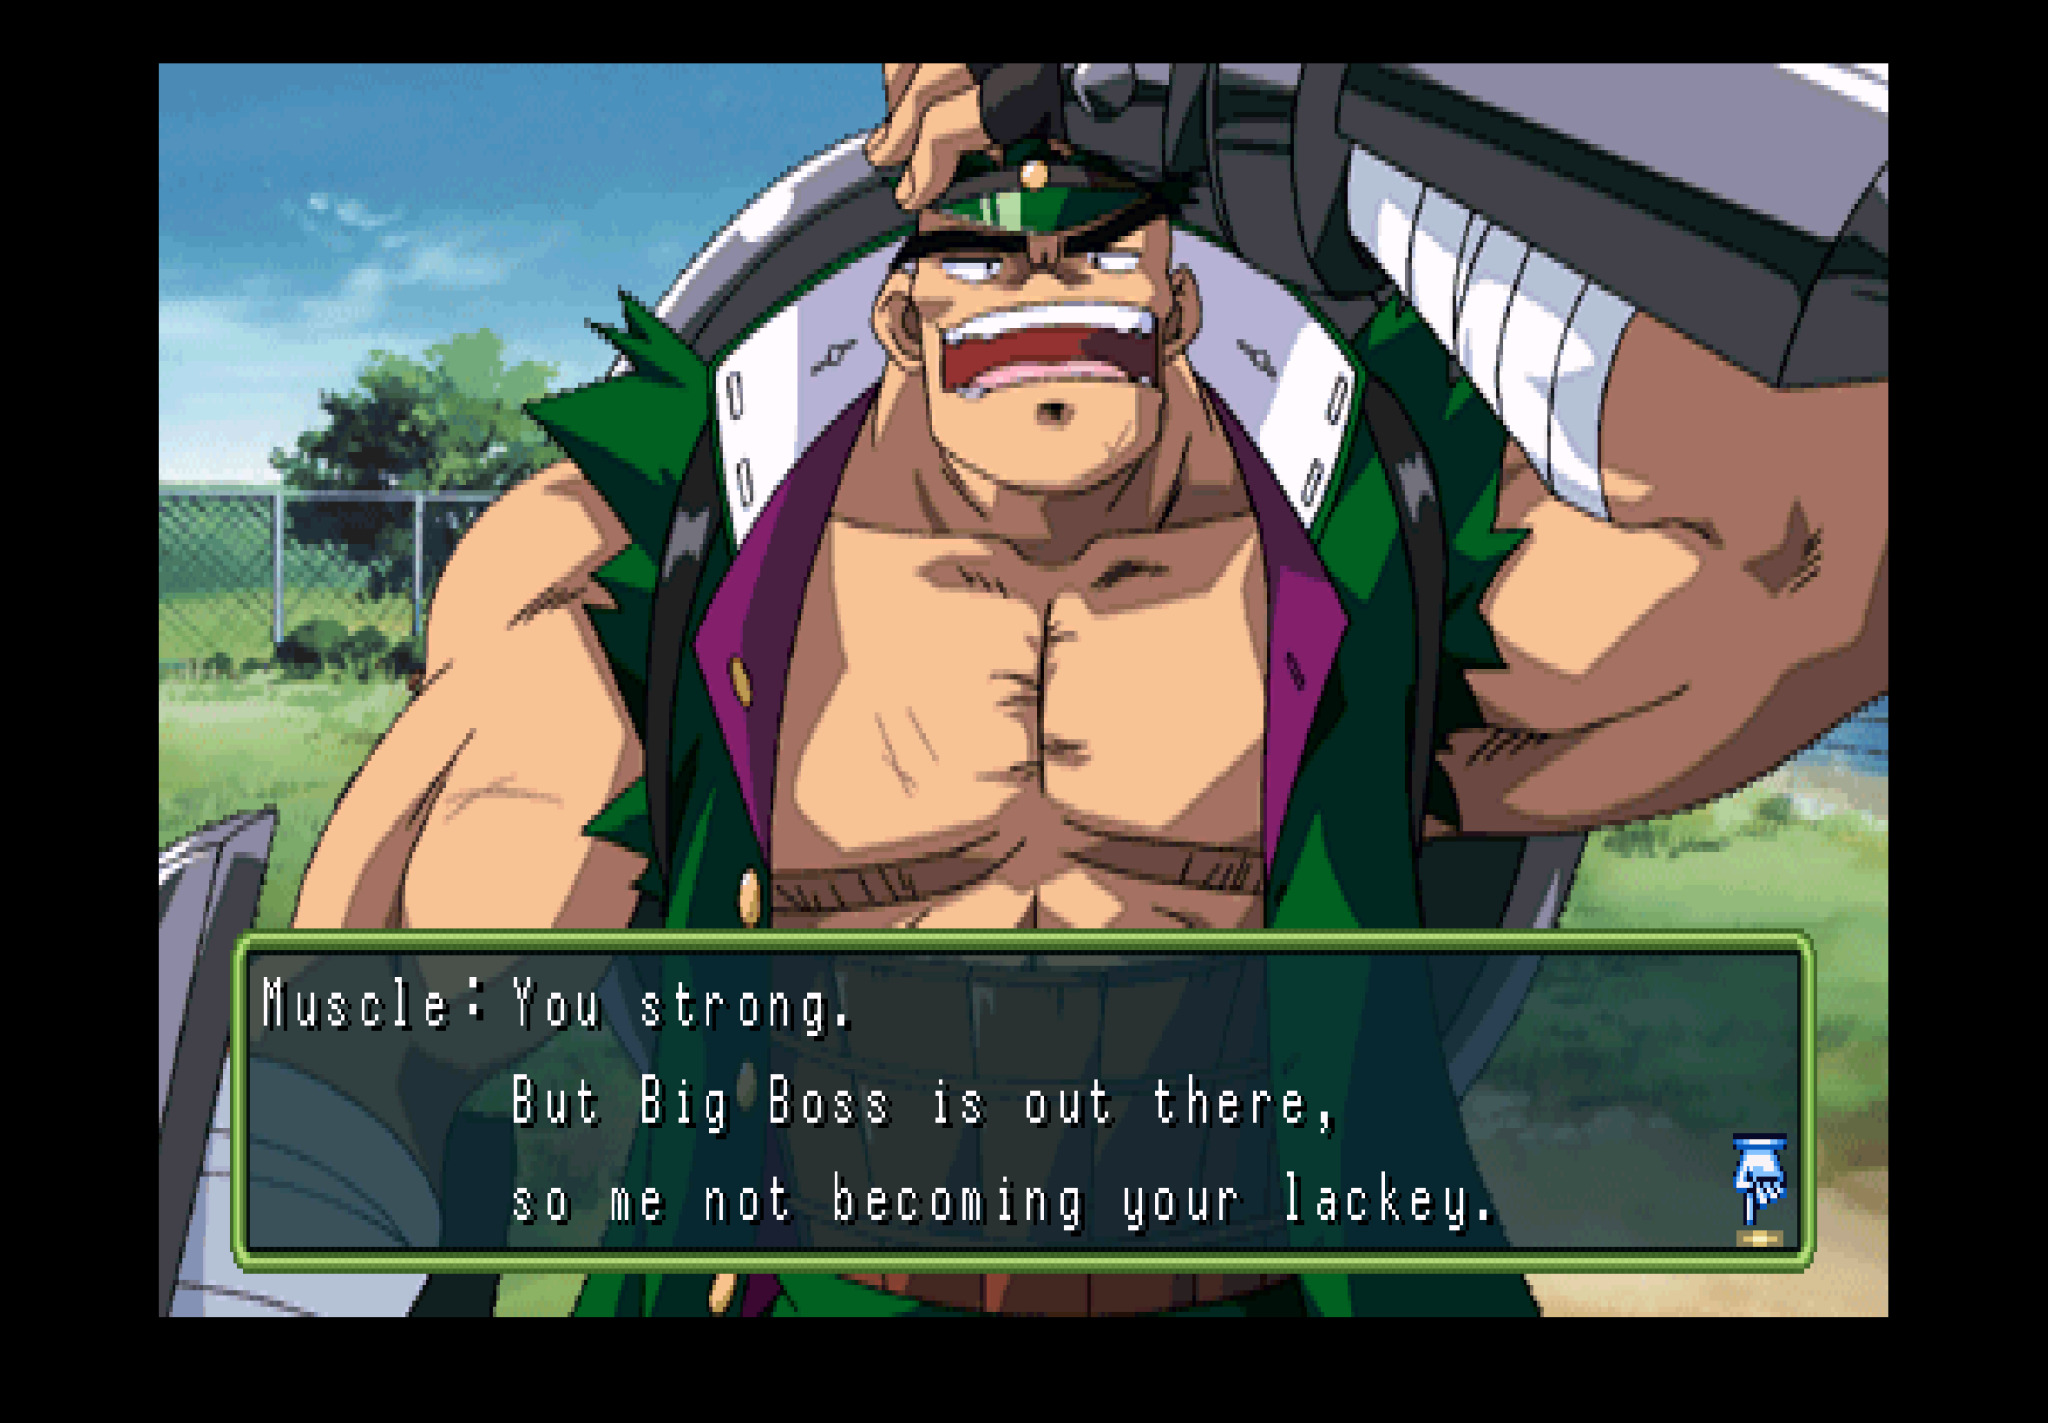 Muscle: You strong.
But Big Boss is out there,
so me not becoming your lackey.